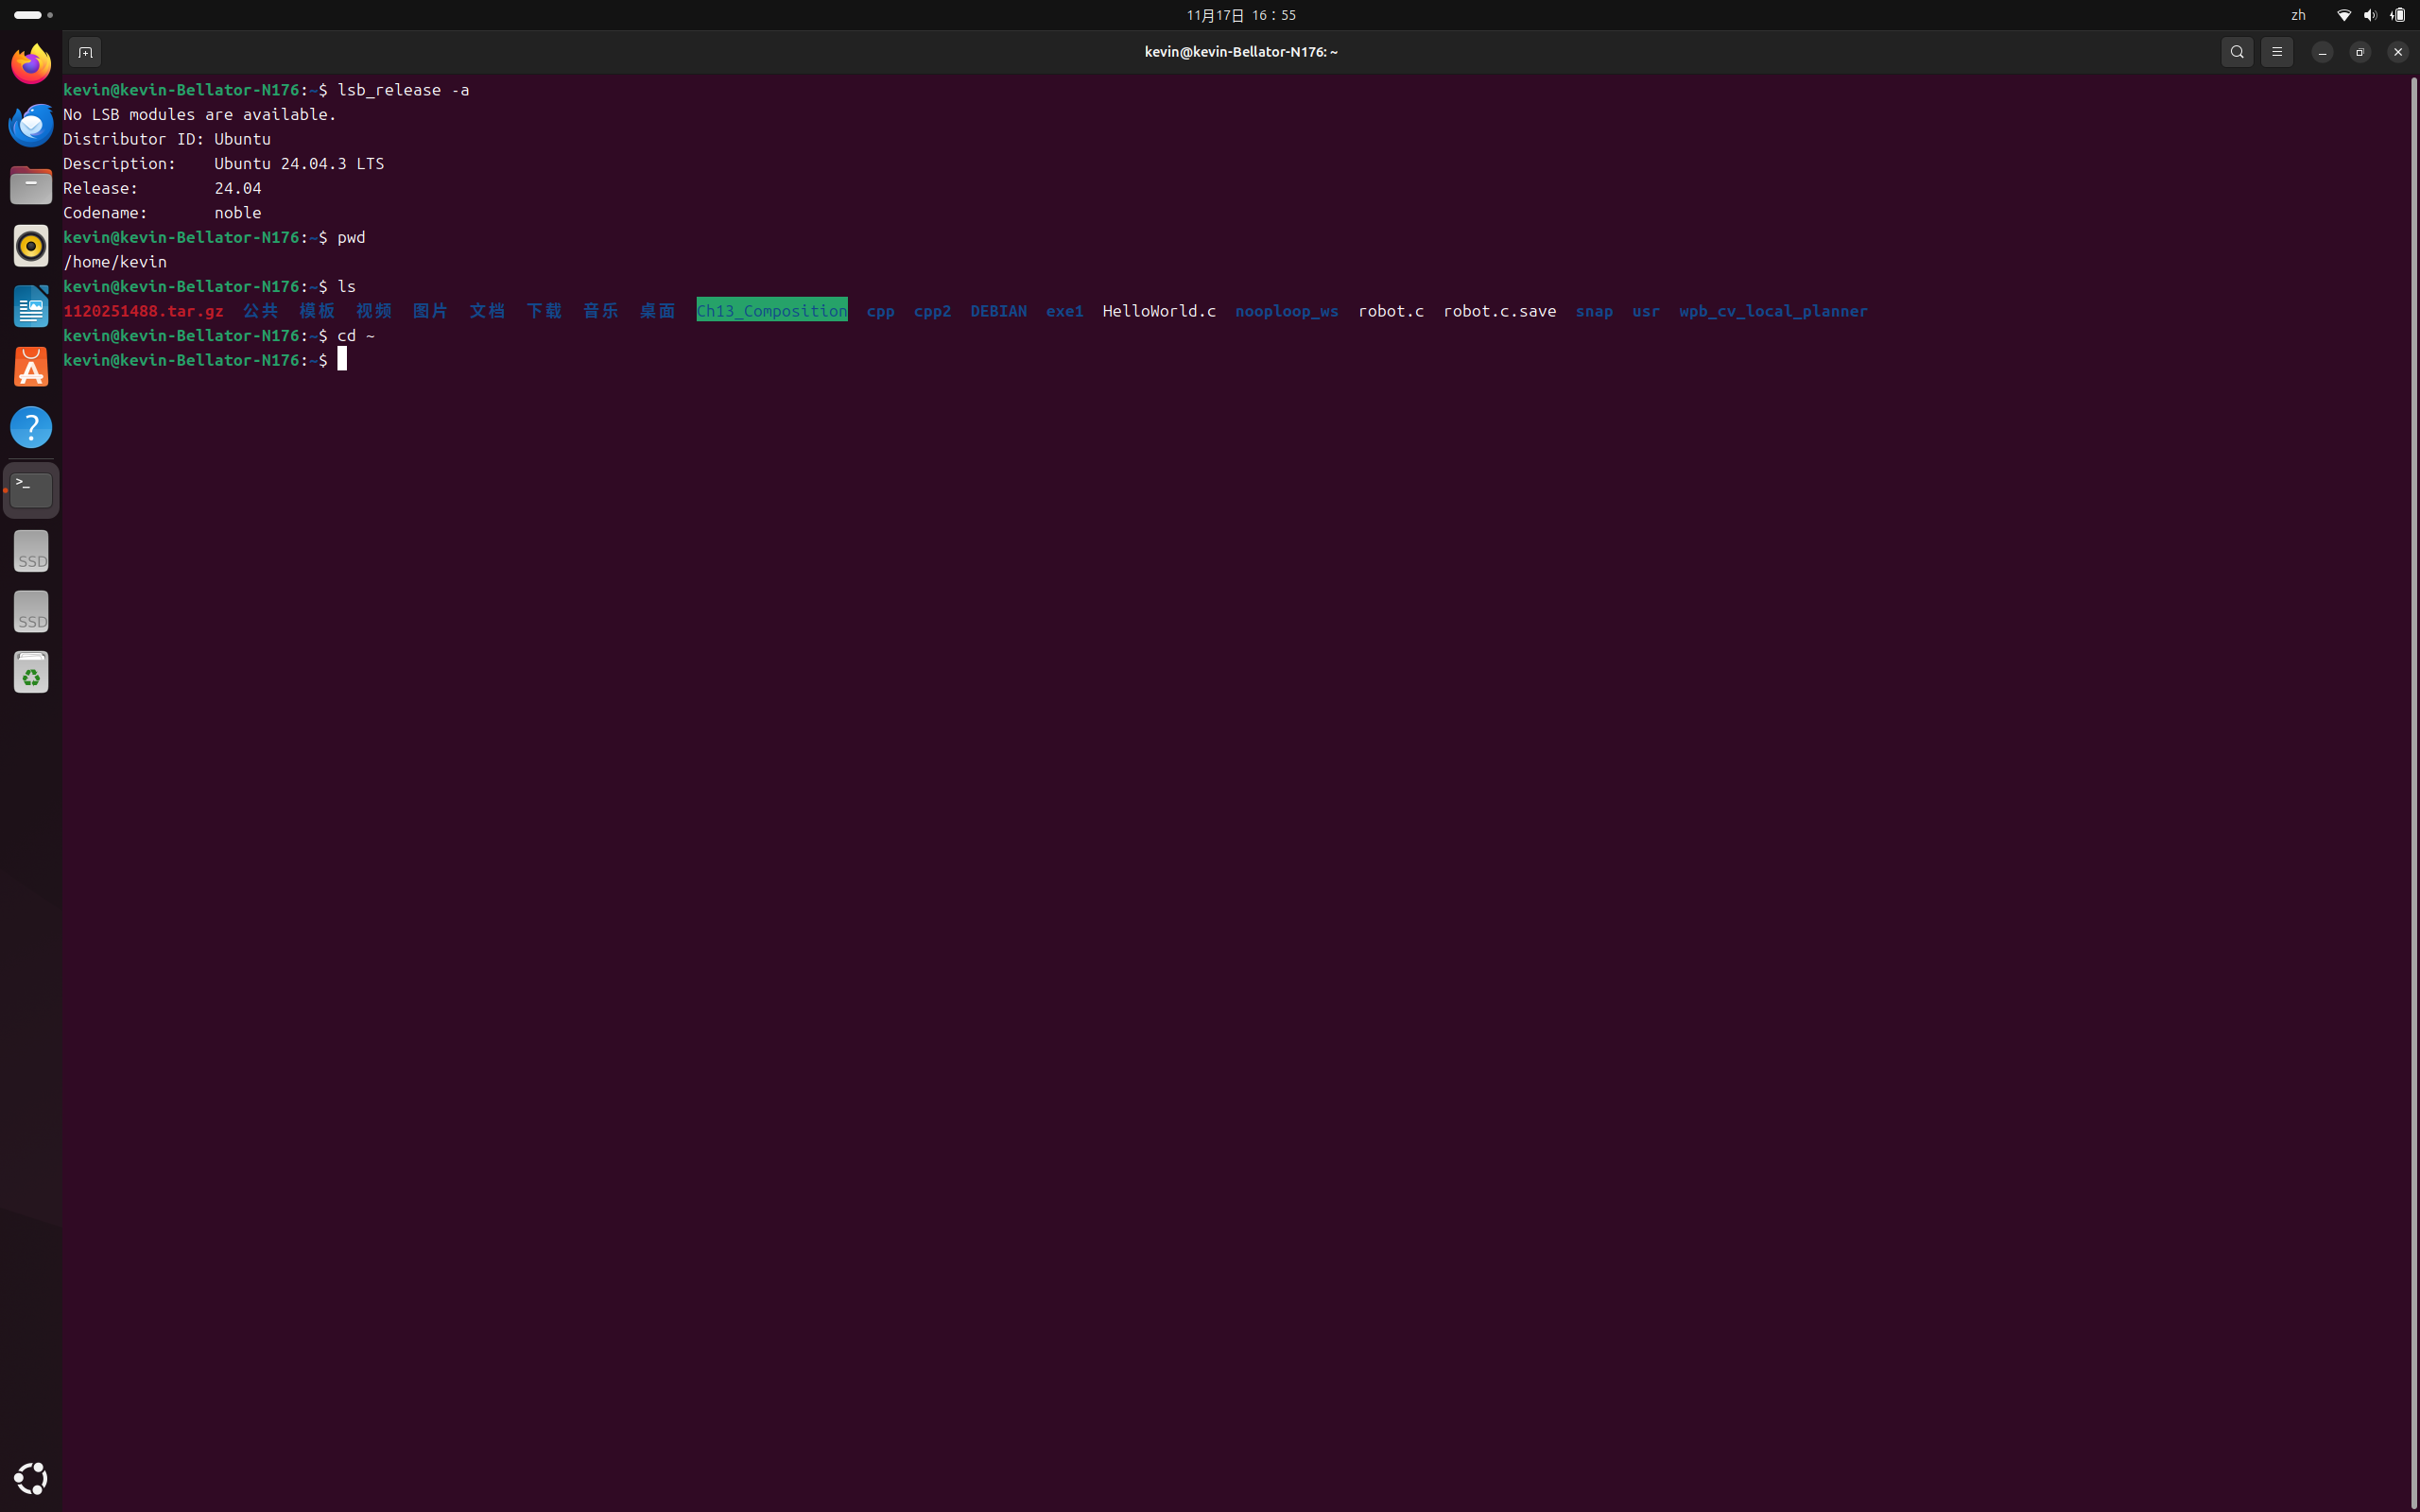 11月17日 16：55
zh
kevin@kevin-Bellator-N176: ~
kevin@kevin-Bellator-N176:~$ lsb_release -a
No LSB modules are available.
Distributor ID: Ubuntu
Description:    Ubuntu 24.04.3 LTS
Release:        24.04
Codename:       noble
kevin@kevin-Bellator-N176:~$ pwd
/home/kevin
kevin@kevin-Bellator-N176:~$ ls
1120251488.tar.gz  公共  模板  视频  图片  文档  下载  音乐  桌面  Ch13_Composition  cpp  cpp2  DEBIAN  exe1  HelloWorld.c  nooploop_ws  robot.c  robot.c.save  snap  usr  wpb_cv_local_planner
kevin@kevin-Bellator-N176:~$ cd ~
kevin@kevin-Bellator-N176:~$
>_
SSD
SSD